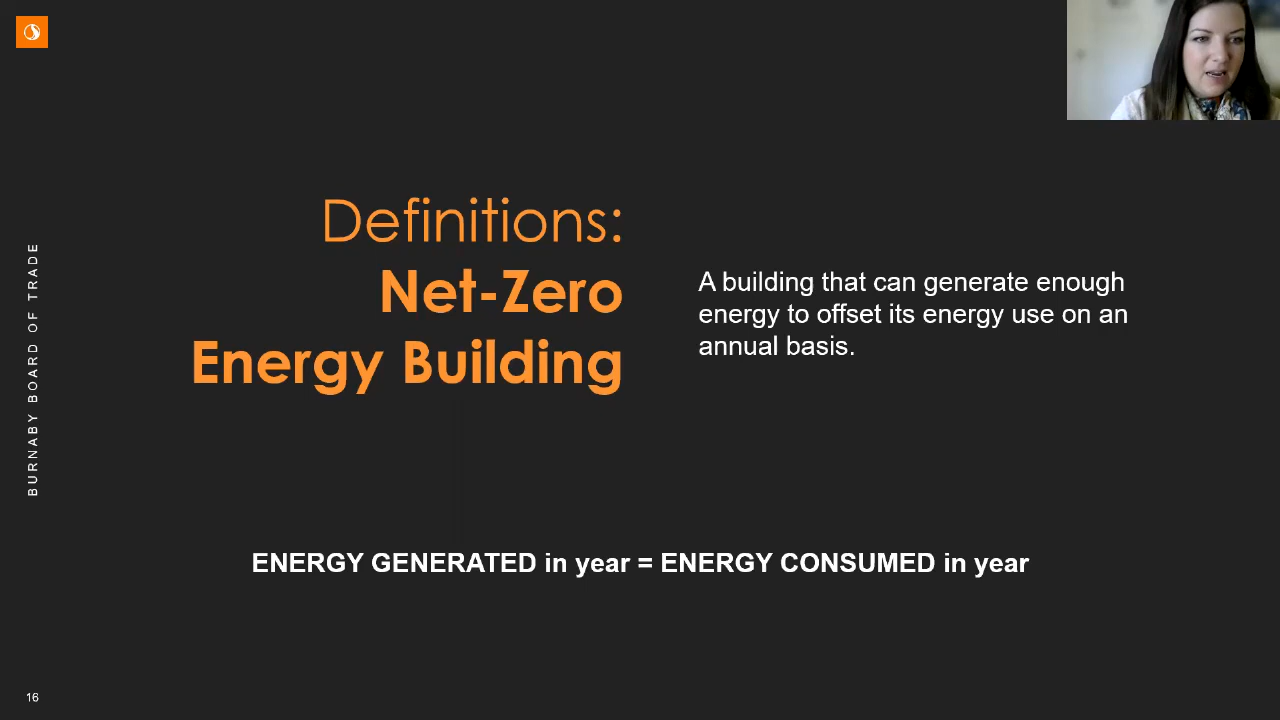 Definitions:
Net-Zero
Energy Building
A building that can generate enough
energy to offset its energy use on an
annual basis.
ENERGY GENERATED in year = ENERGY CONSUMED in year
BURNABY BOARD OF TRADE
16